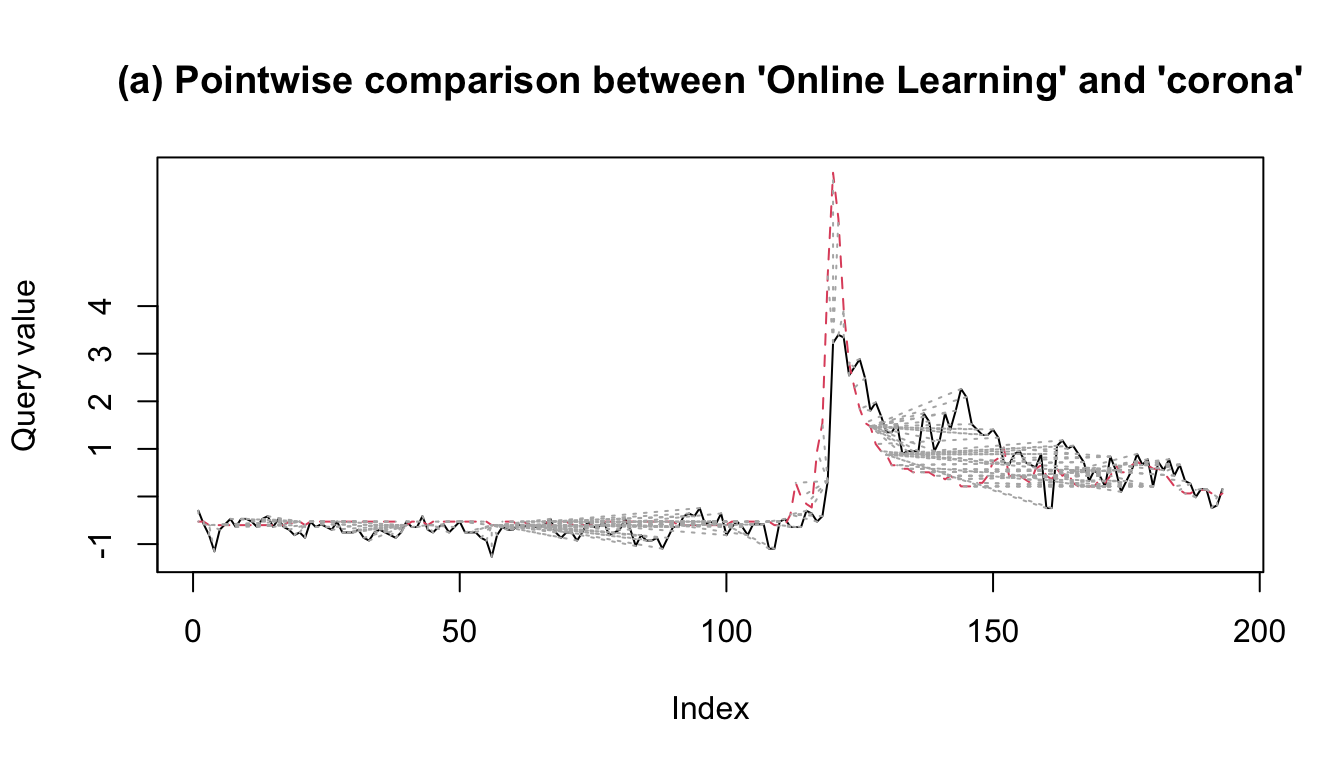 (a) Pointwise comparison between 'Online Learning' and 'corona'
Query value
4
3
2
1
-1
0 50 100 150 200
Index